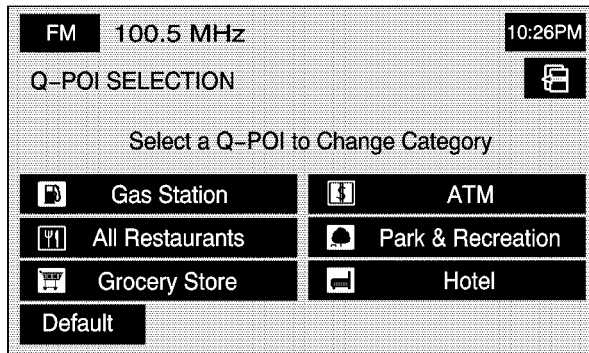 FM 100.5 MHz 10:26PM
Q-POI SELECTION
Select a Q-POI to Change Category
Gas Station $ ATM
All Restaurants Park & Recreation
Grocery Store Hotel
Default